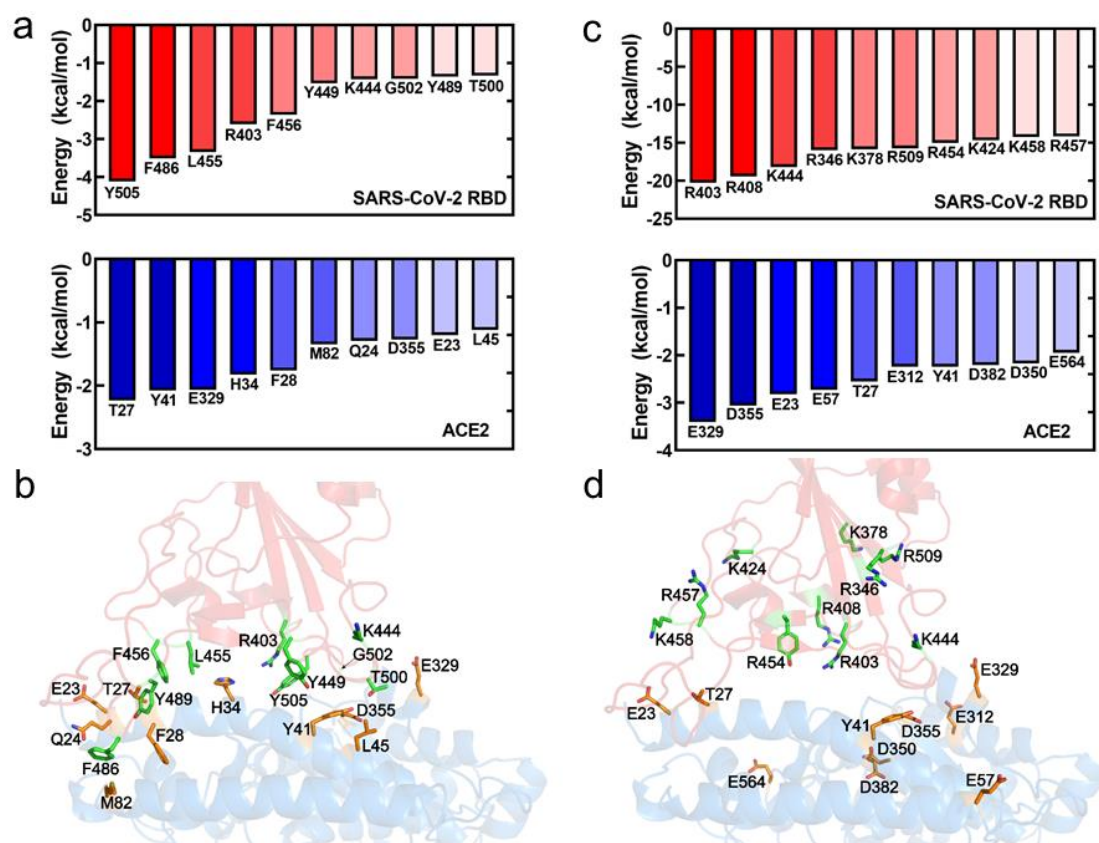 a
Energy (kcal/mol)
0
-1
-2
-3
-4
-5
Y505
F486
L455
R403
F456
Y449
K444
G502
Y489
T500
SARS-CoV-2 RBD
Energy (kcal/mol)
0
-1
-2
-3
T27
Y41
E329
H34
F28
M82
Q24
D355
E23
L45
ACE2
c
Energy (kcal/mol)
0
-5
-10
-15
-20
-25
R403
R408
K444
R346
K378
R509
R454
K424
K458
R457
SARS-CoV-2 RBD
Energy (kcal/mol)
0
-1
-2
-3
-4
E329
D355
E23
E57
T27
E312
Y41
D382
D350
E564
ACE2
b
R403
K444
G502
F456
L455
Y449
E329
T500
E23
T27
Y489
H34
Y505
D355
Q24
F28
Y41
L45
F486
M82
d
K378
K424
R509
R346
R457
R408
K458
K444
R454
R403
E329
E23
T27
E312
Y41
D355
D350
E564
D382
E57